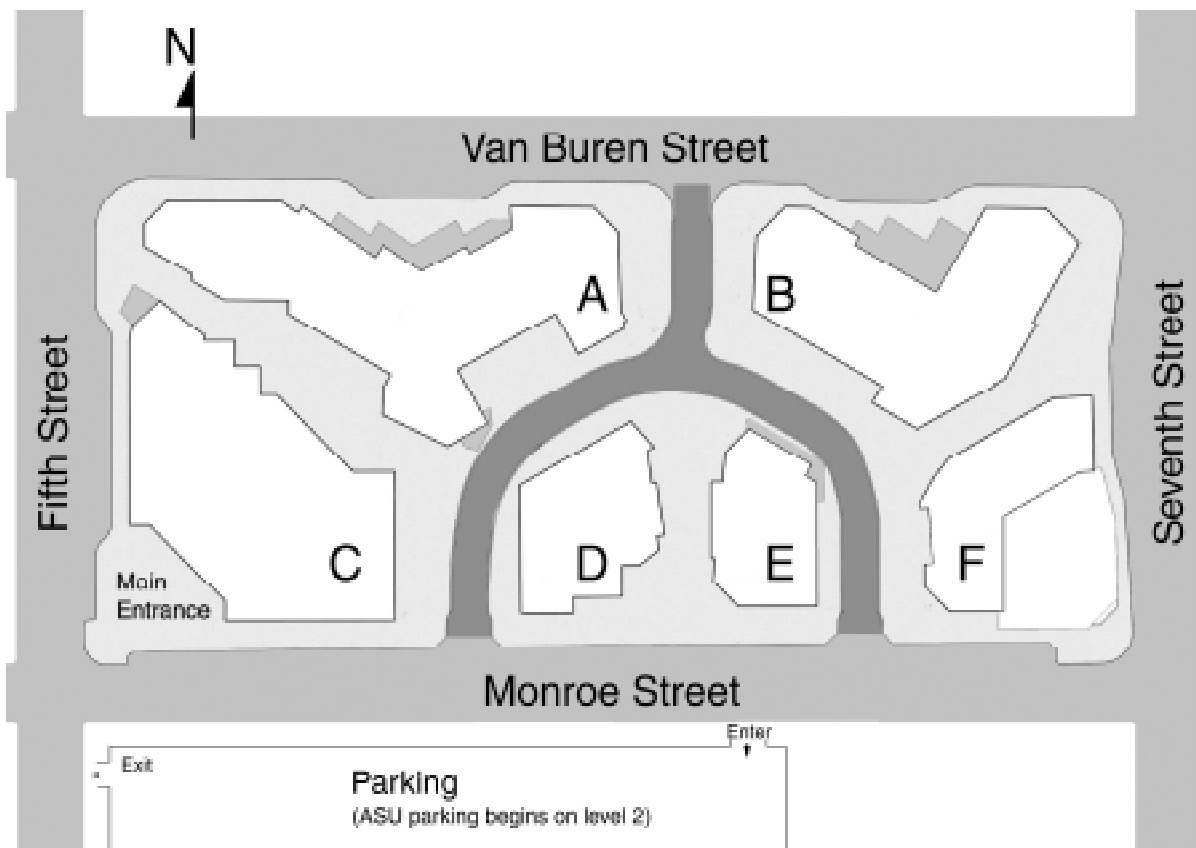 N
Van Buren Street
A
B
Fifth Street
Seventh Street
C
D
E
F
Main
Entrance
Monroe Street
Enter
Exit
Parking
(ASU parking begins on level 2)